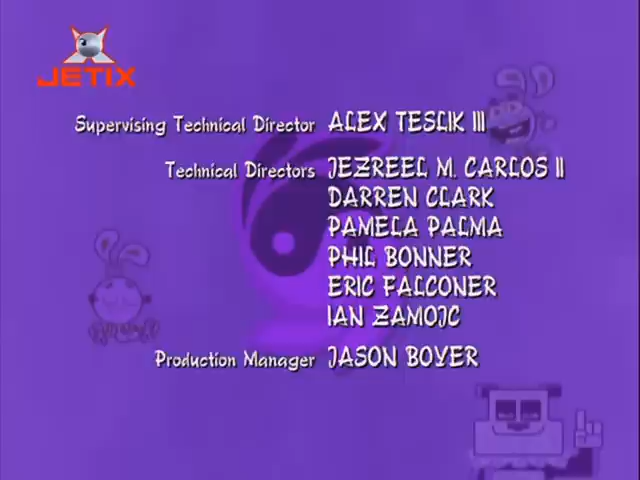 JETIX
Supervising Technical Director ALEX TESLIK III
Technical Directors JEZREEL M. CARLOS II
DARREN CLARK
PAMELA PALMA
PHIL BONNER
ERIC FALCONER
IAN ZAMOJC
Production Manager JASON BOYER